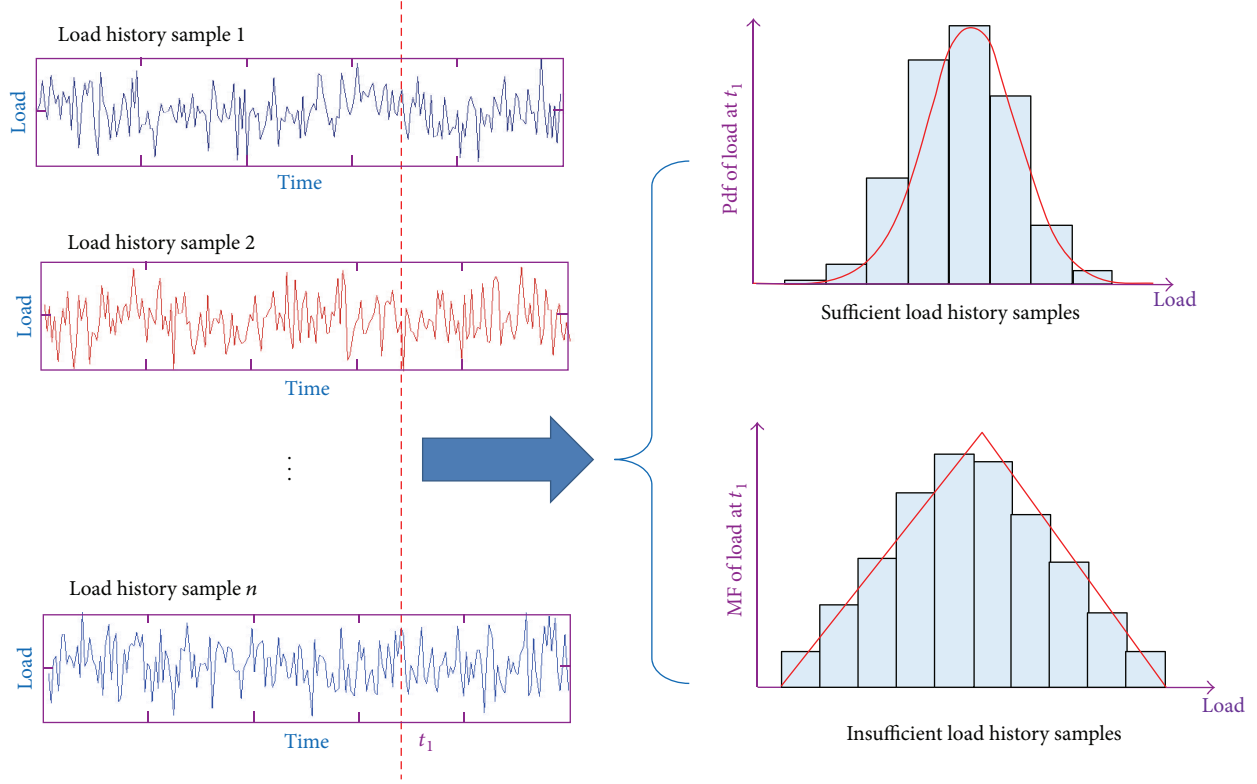 Load history sample 1
Load
Time
Load history sample 2
Load
Time
⋮
Load history sample n
Load
Time
t₁
Pdf of load at t₁
Load
Sufficient load history samples
MF of load at t₁
Load
Insufficient load history samples